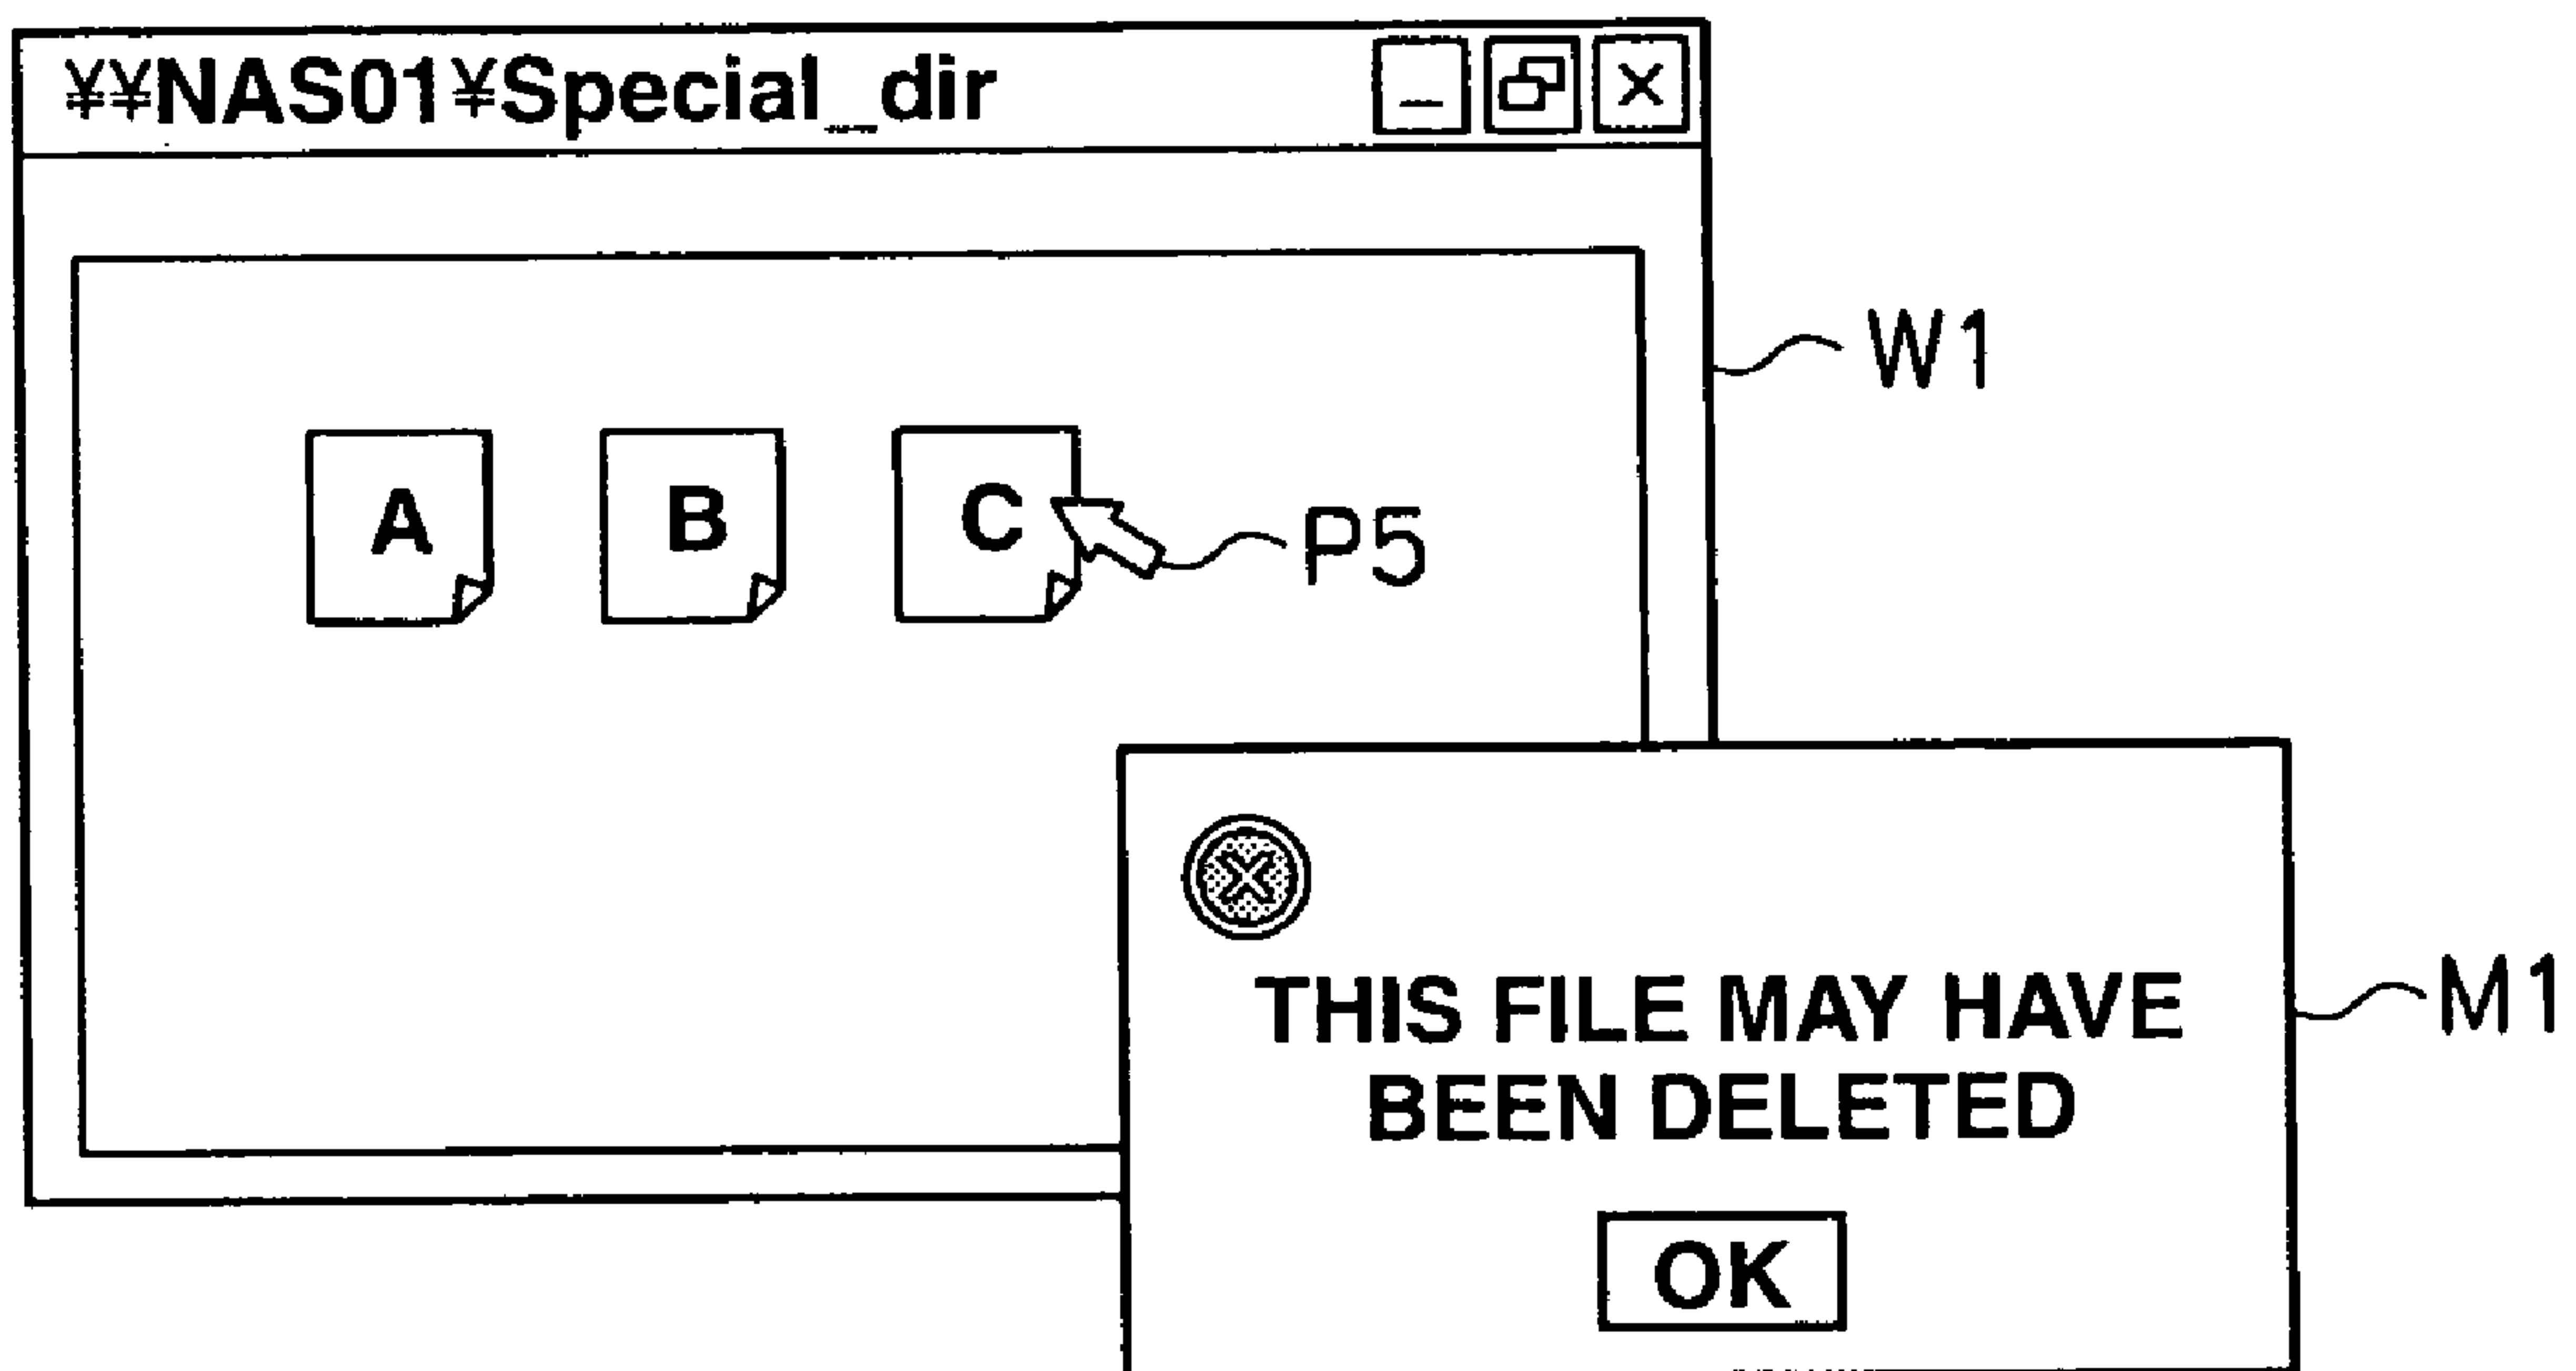 ¥¥NAS01¥Special_dir
W1
A B C
P5
THIS FILE MAY HAVE
BEEN DELETED
M1
OK